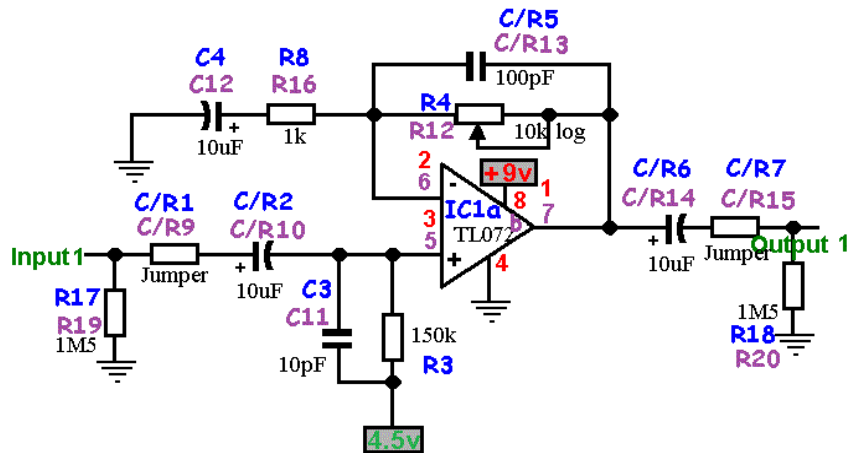 C/R5
C/R13
100pF
C4
C12
10uF
+
R8
R16
1k
R4
R12
10k log
2
6
-
+9v
1
8
7
3
5
IC1a
6
TL072
+
4
C/R6
C/R14
+
10uF
C/R7
C/R15
Jumper
Output 1
C/R1
C/R9
Jumper
C/R2
C/R10
+
10uF
Input1
R17
R19
1M5
C3
C11
10pF
150k
R3
1M5
R18
R20
4.5v